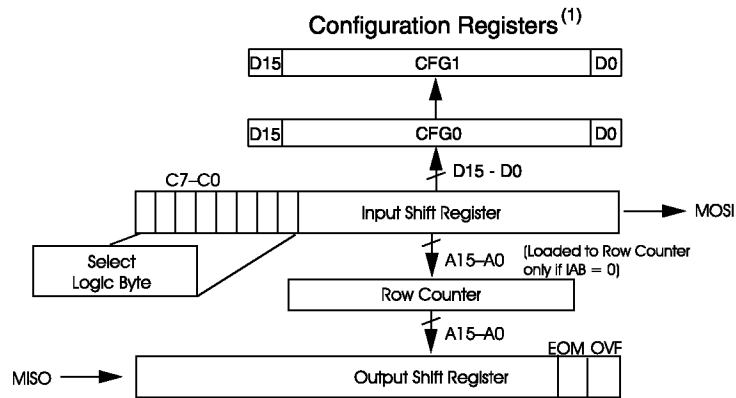 Configuration Registers(1)
D15 CFG1 D0
D15 CFG0 D0
D15 - D0
C7–C0
Input Shift Register
MOSI
Select
Logic Byte
A15–A0
(Loaded to Row Counter
only if IAB = 0)
Row Counter
A15–A0
EOM OVF
MISO
Output Shift Register